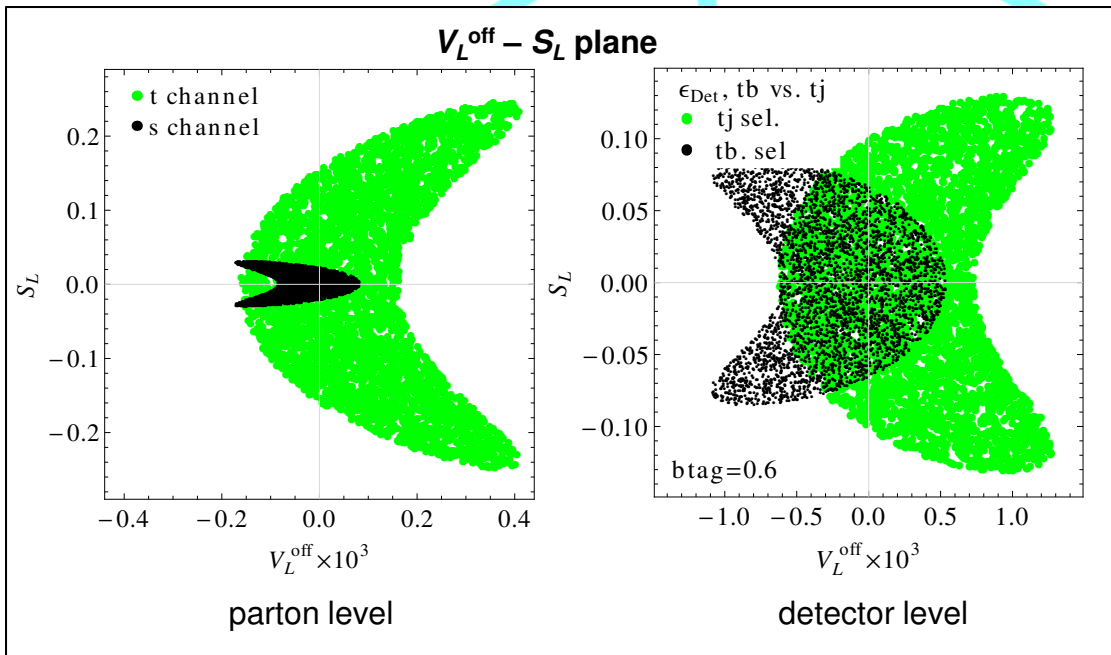 V_L^off – S_L plane
t channel
s channel
0.2
0.1
0.0
−0.1
−0.2
S_L
−0.4 −0.2 0.0 0.2 0.4
V_L^off ×10^3
parton level
ϵ_Det, tb vs. tj
tj sel.
tb. sel
0.10
0.05
0.00
−0.05
−0.10
S_L
btag=0.6
−1.0 −0.5 0.0 0.5 1.0
V_L^off ×10^3
detector level